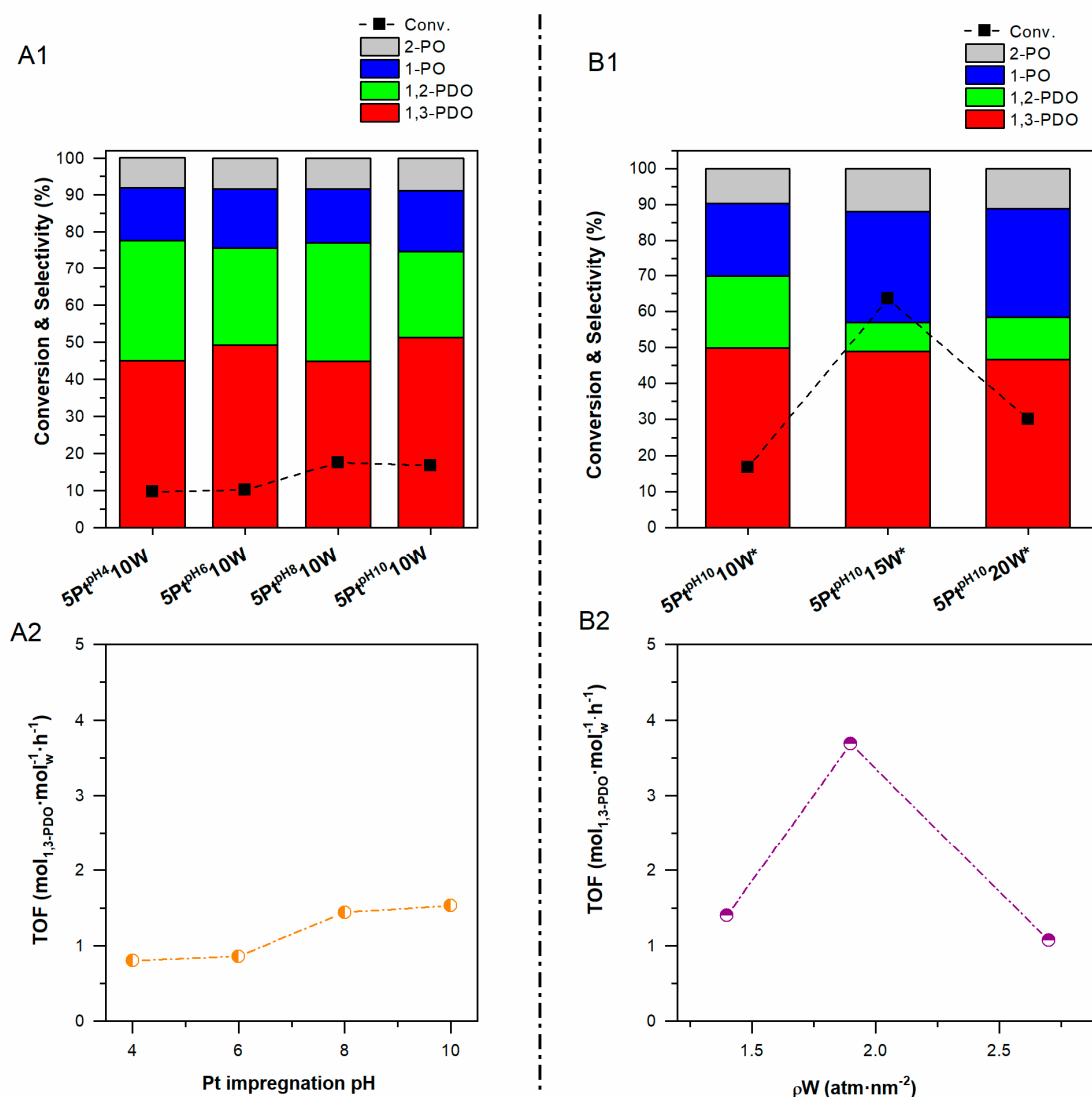 A1
Conv.
2-PO
1-PO
1,2-PDO
1,3-PDO
Conversion & Selectivity (%)
100
90
80
70
60
50
40
30
20
10
0
5Pt^pH4 10W
5Pt^pH6 10W
5Pt^pH8 10W
5Pt^pH10 10W
B1
Conv.
2-PO
1-PO
1,2-PDO
1,3-PDO
Conversion & Selectivity (%)
100
90
80
70
60
50
40
30
20
10
0
5Pt^pH10 10W*
5Pt^pH10 15W*
5Pt^pH10 20W*
A2
TOF (mol_1,3-PDO·mol_w^-1·h^-1)
5
4
3
2
1
0
4 6 8 10
Pt impregnation pH
B2
TOF (mol_1,3-PDO·mol_w^-1·h^-1)
5
4
3
2
1
0
1.5 2.0 2.5
ρW (atm·nm^-2)